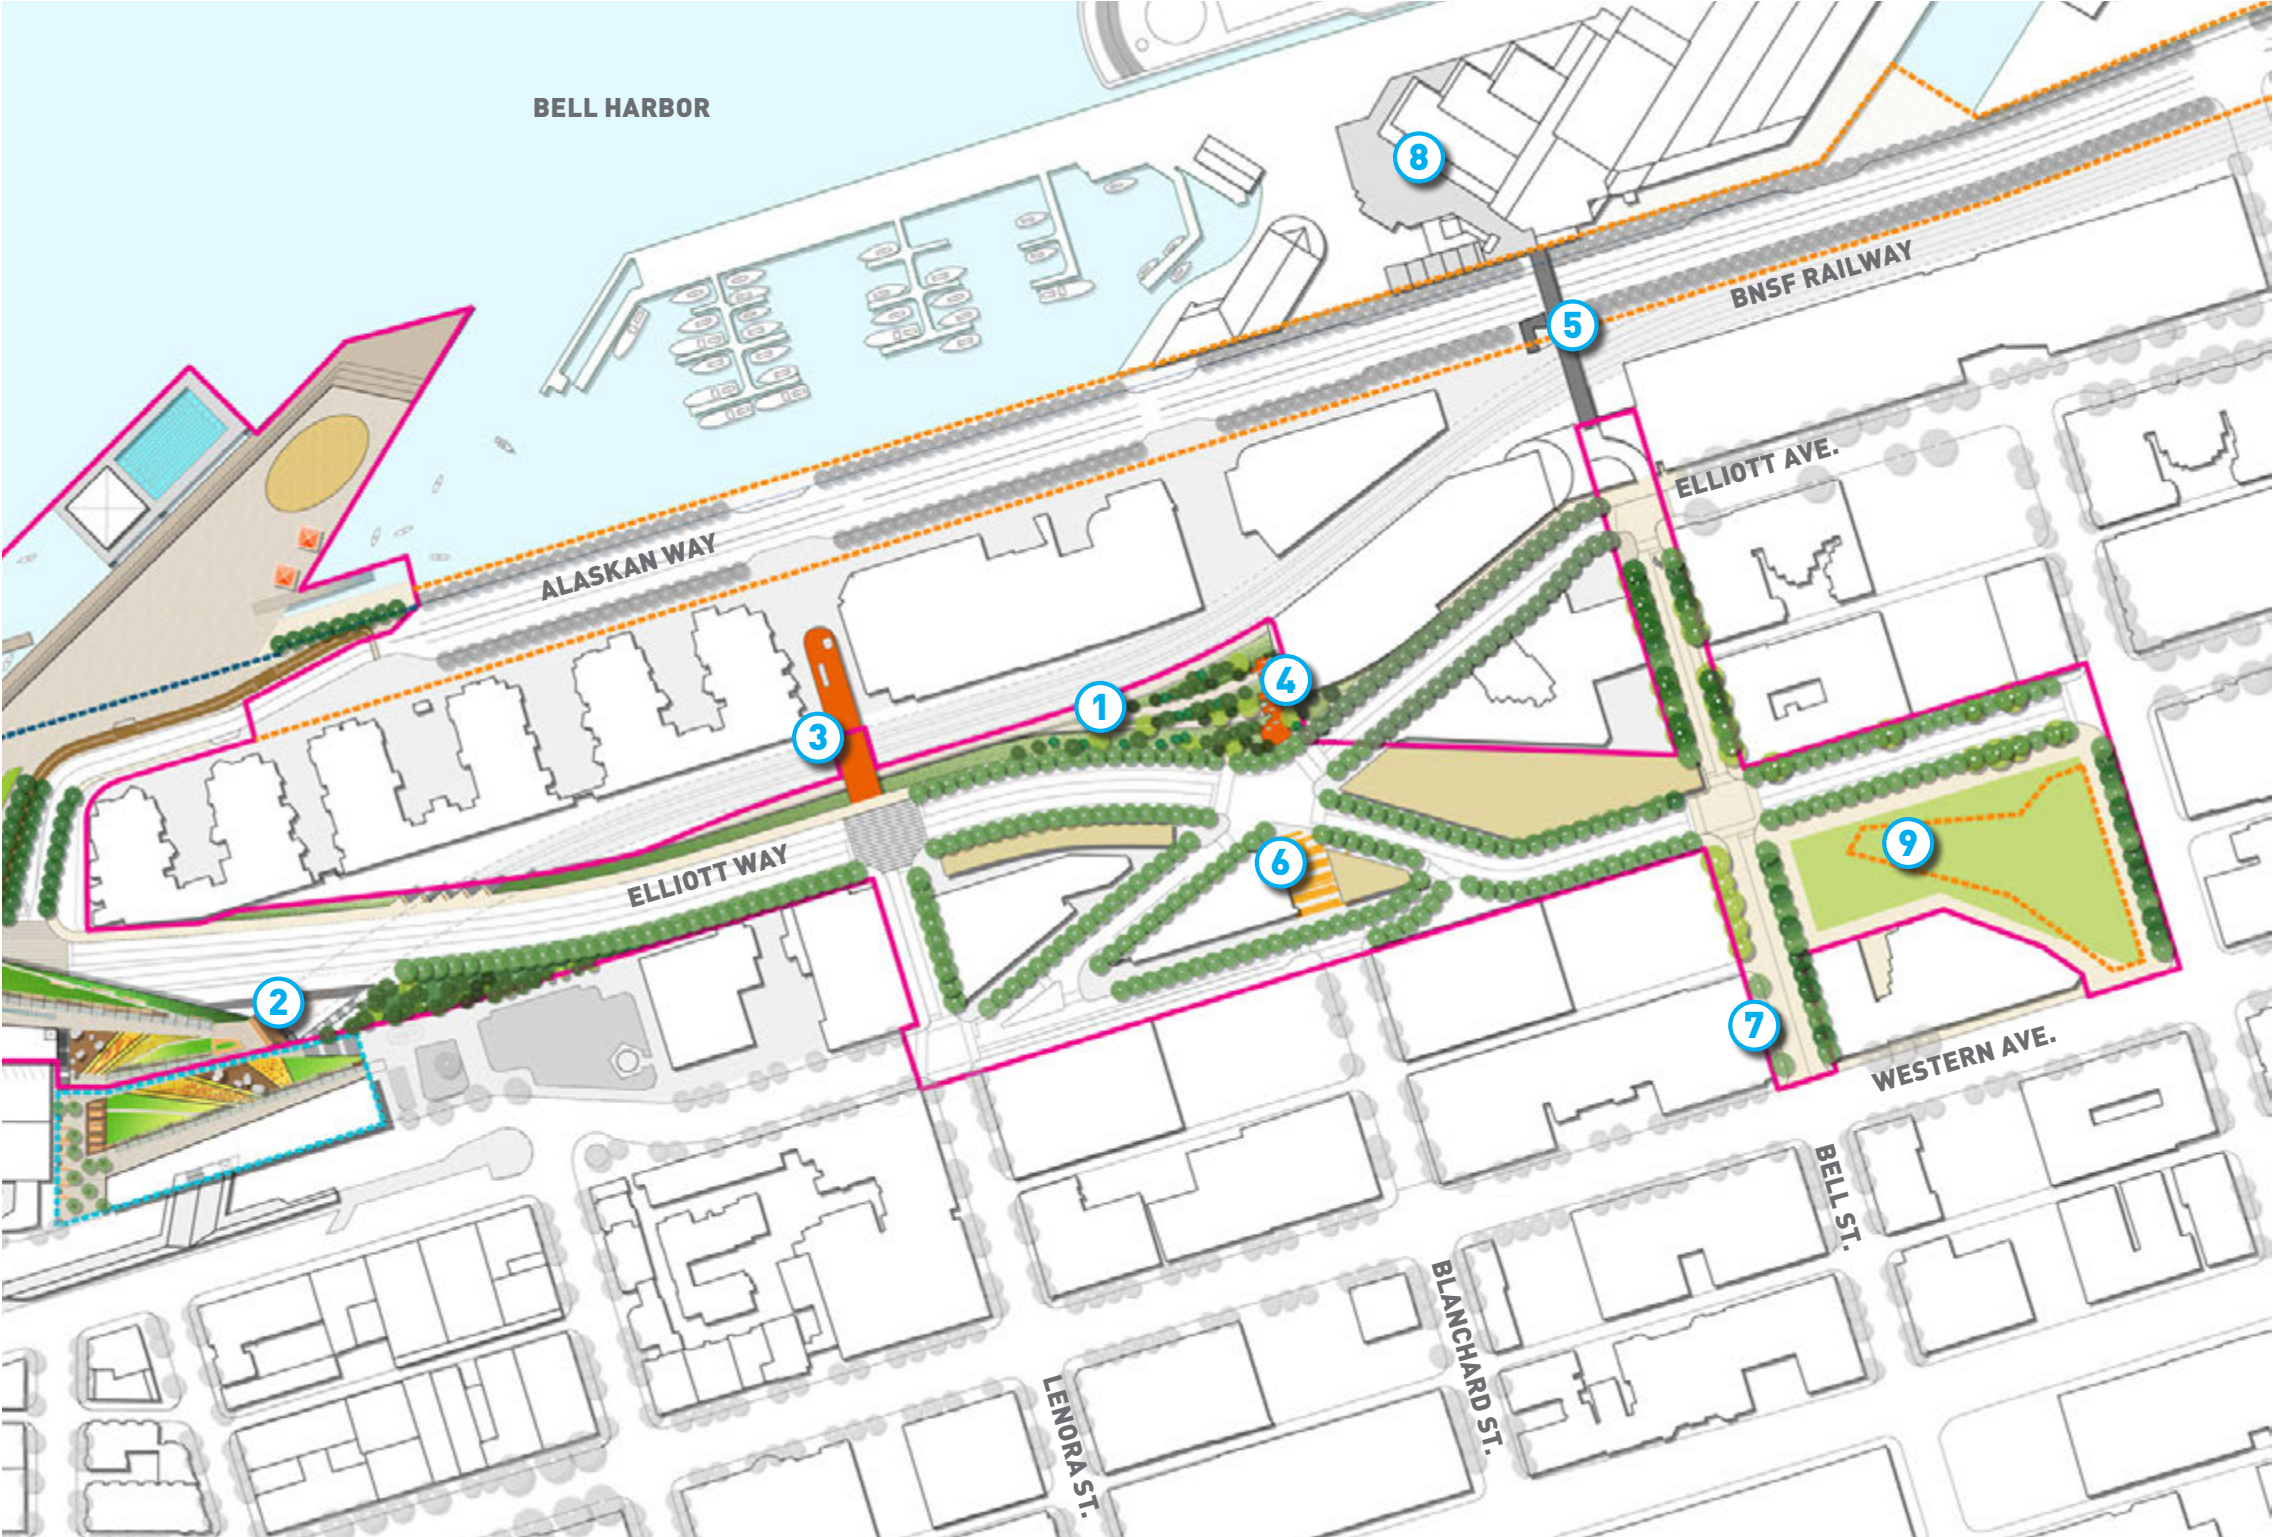 BELL HARBOR
8
BNSF RAILWAY
5
ELLIOTT AVE.
ALASKAN WAY
4
1
3
9
6
ELLIOTT WAY
2
7
WESTERN AVE.
BELL ST.
BLANCHARD ST.
LENORA ST.